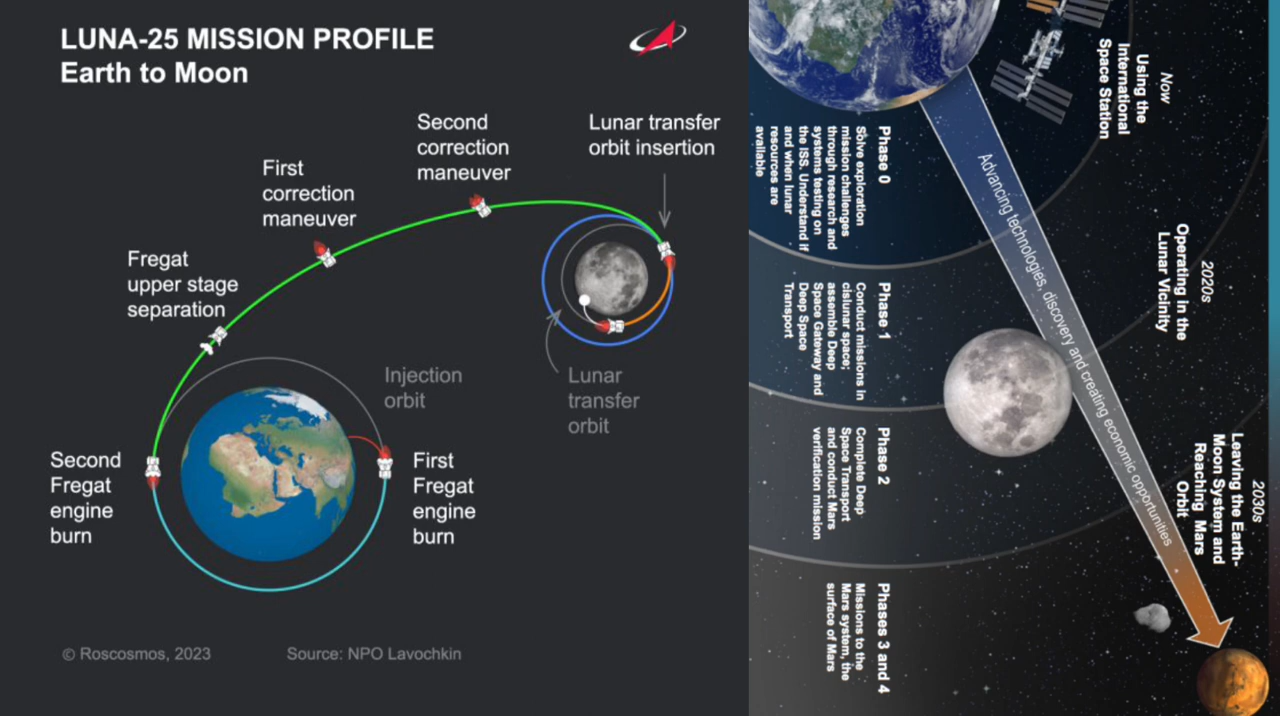 LUNA-25 MISSION PROFILE
Earth to Moon
Second
correction
maneuver
Lunar transfer
orbit insertion
First
correction
maneuver
Fregat
upper stage
separation
Injection
orbit
Lunar
transfer
orbit
Second
Fregat
engine
burn
First
Fregat
engine
burn
© Roscosmos, 2023
Source: NPO Lavochkin
Now
Using the
International
Space Station
2020s
Operating in the
Lunar Vicinity
2030s
Leaving the Earth-
Moon System and
Reaching Mars
Orbit
Advancing technologies, discovery and creating economic opportunities
Phase 0
Solve exploration
mission challenges
through research and
systems testing on
the ISS. Understand if
and when lunar
resources are
available
Phase 1
Conduct missions in
cislunar space;
assemble Deep
Space Gateway and
Deep Space
Transport
Phase 2
Complete Deep
Space Transport
and conduct Mars
verification mission
Phases 3 and 4
Missions to the
Mars system, the
surface of Mars